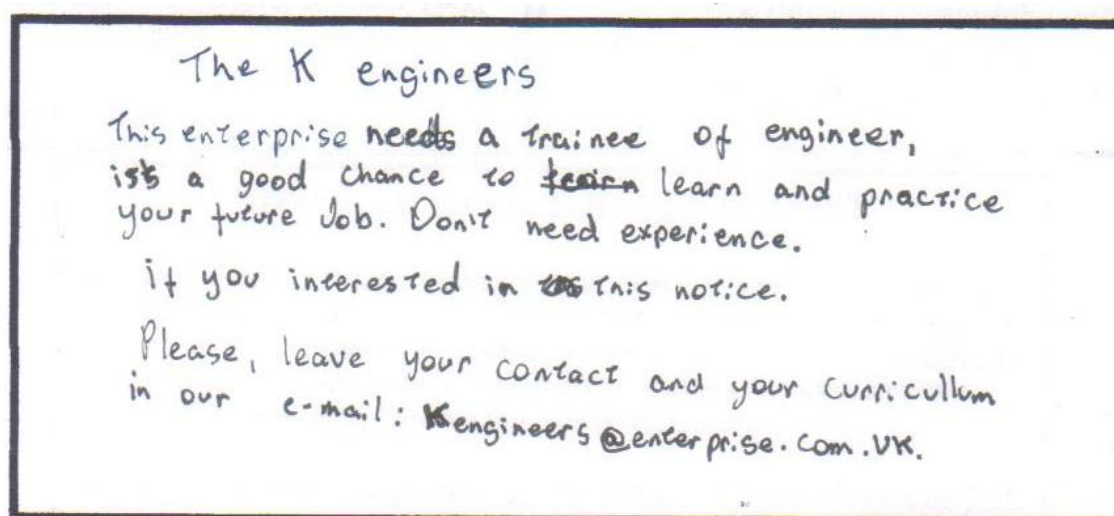 The K engineers
This enterprise needs a trainee of engineer,
is a good chance to learn and practice
your future Job. Don't need experience.
if you interested in this notice.
Please, leave your contact and your curricullum
in our e-mail: Kengineers@enterprise.com.UK.